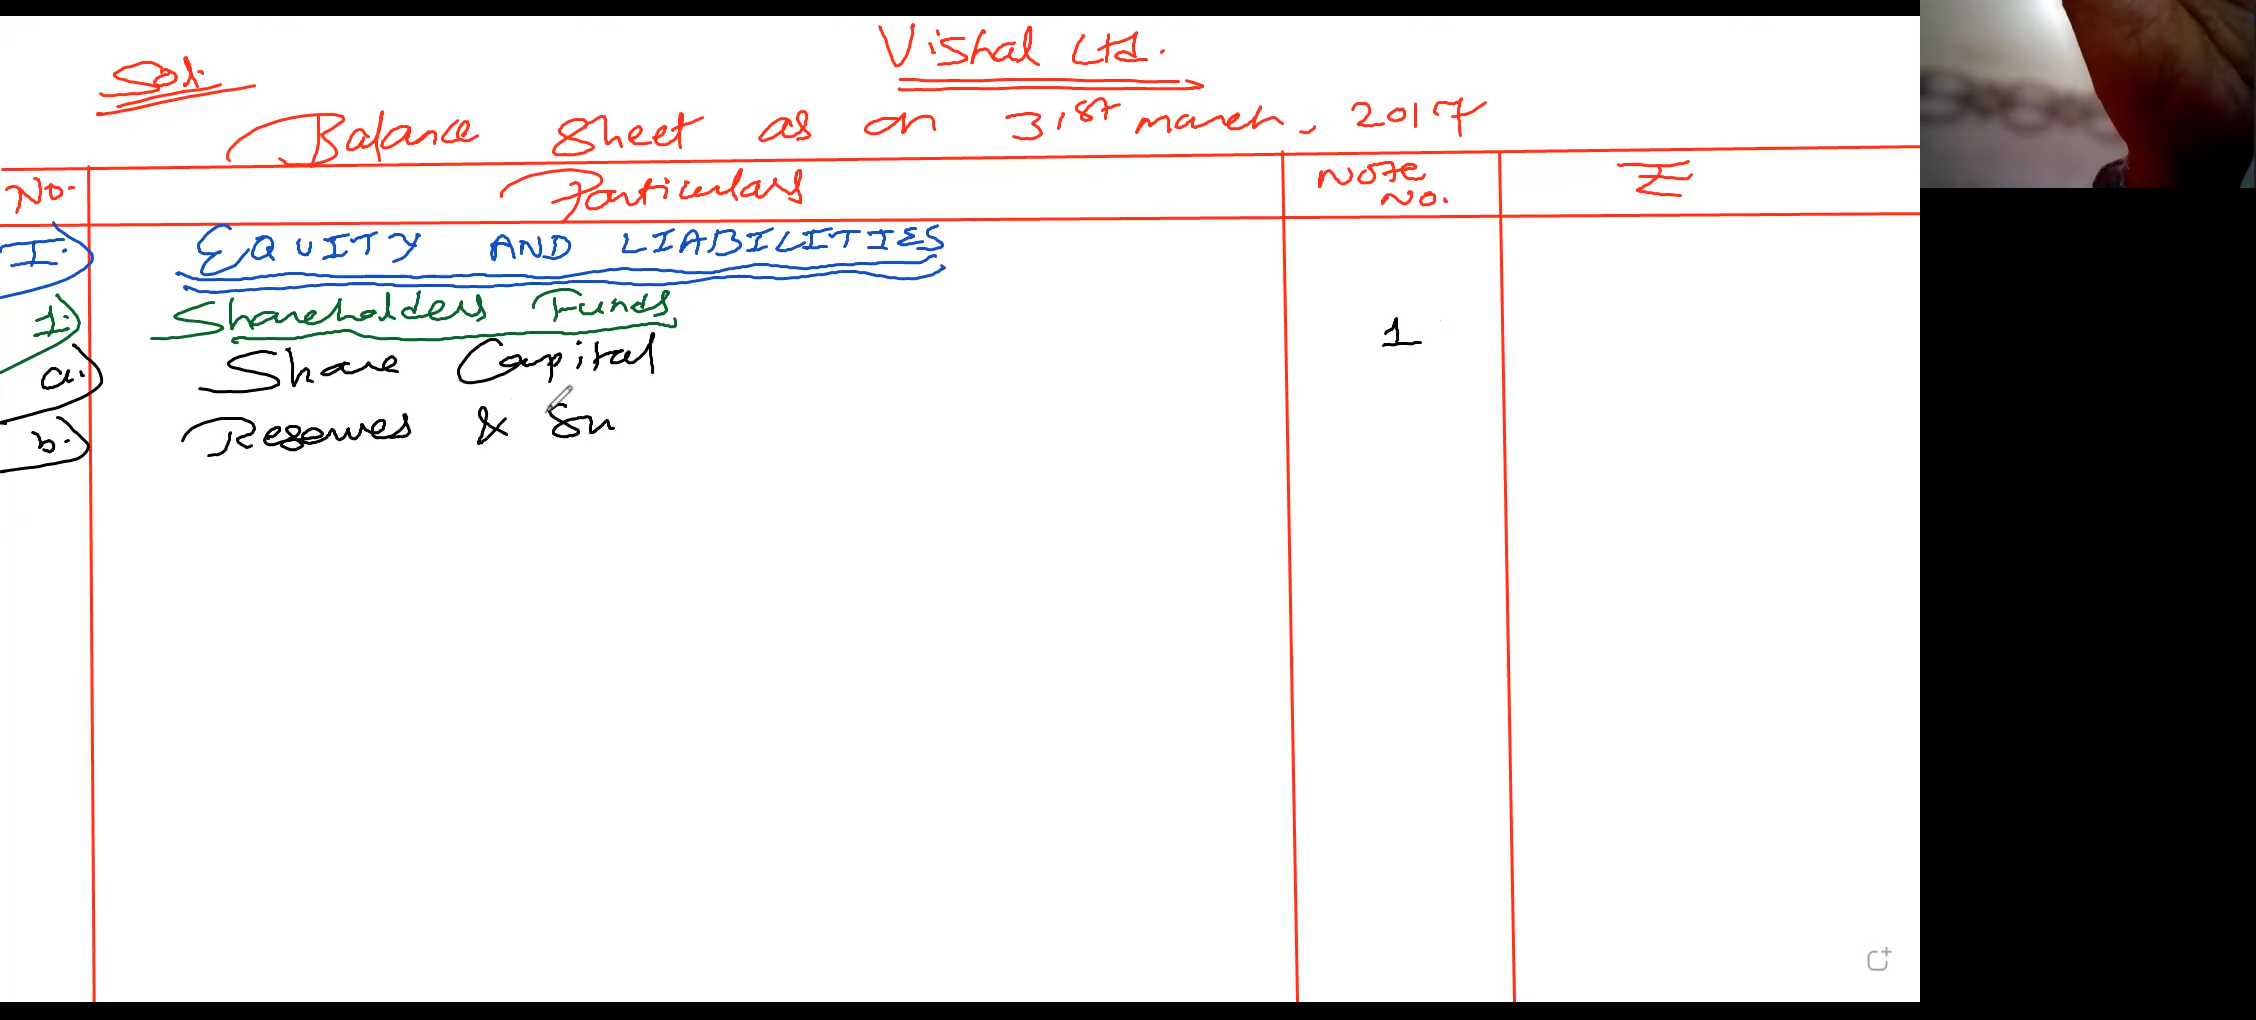 Vishal Ltd.
Sol.
Balance Sheet as on 31st march, 2017
No. Particulars Note No. ₹
I. EQUITY AND LIABILITIES
1. Shareholders Funds
a. Share Capital 1
b. Reserves & Su